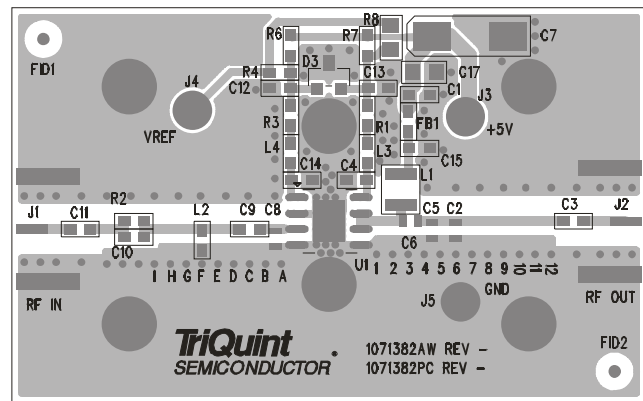 R8
R6
R7
C7
FID1
D3
R4
C13
C17
J4
C12
C1
J3
VREF
R3
R1
FB1
+5V
L4
L3
C15
C14
C4
L1
R2
J1
C11
L2
C9
C8
C5
C2
C3
J2
C10
C6
U1
I H G F E D C B A
1 2 3 4 5 6 7 8 9 10 11 12
GND
RF IN
J5
RF OUT
TriQuint
SEMICONDUCTOR
1071382AW REV -
1071382PC REV -
FID2